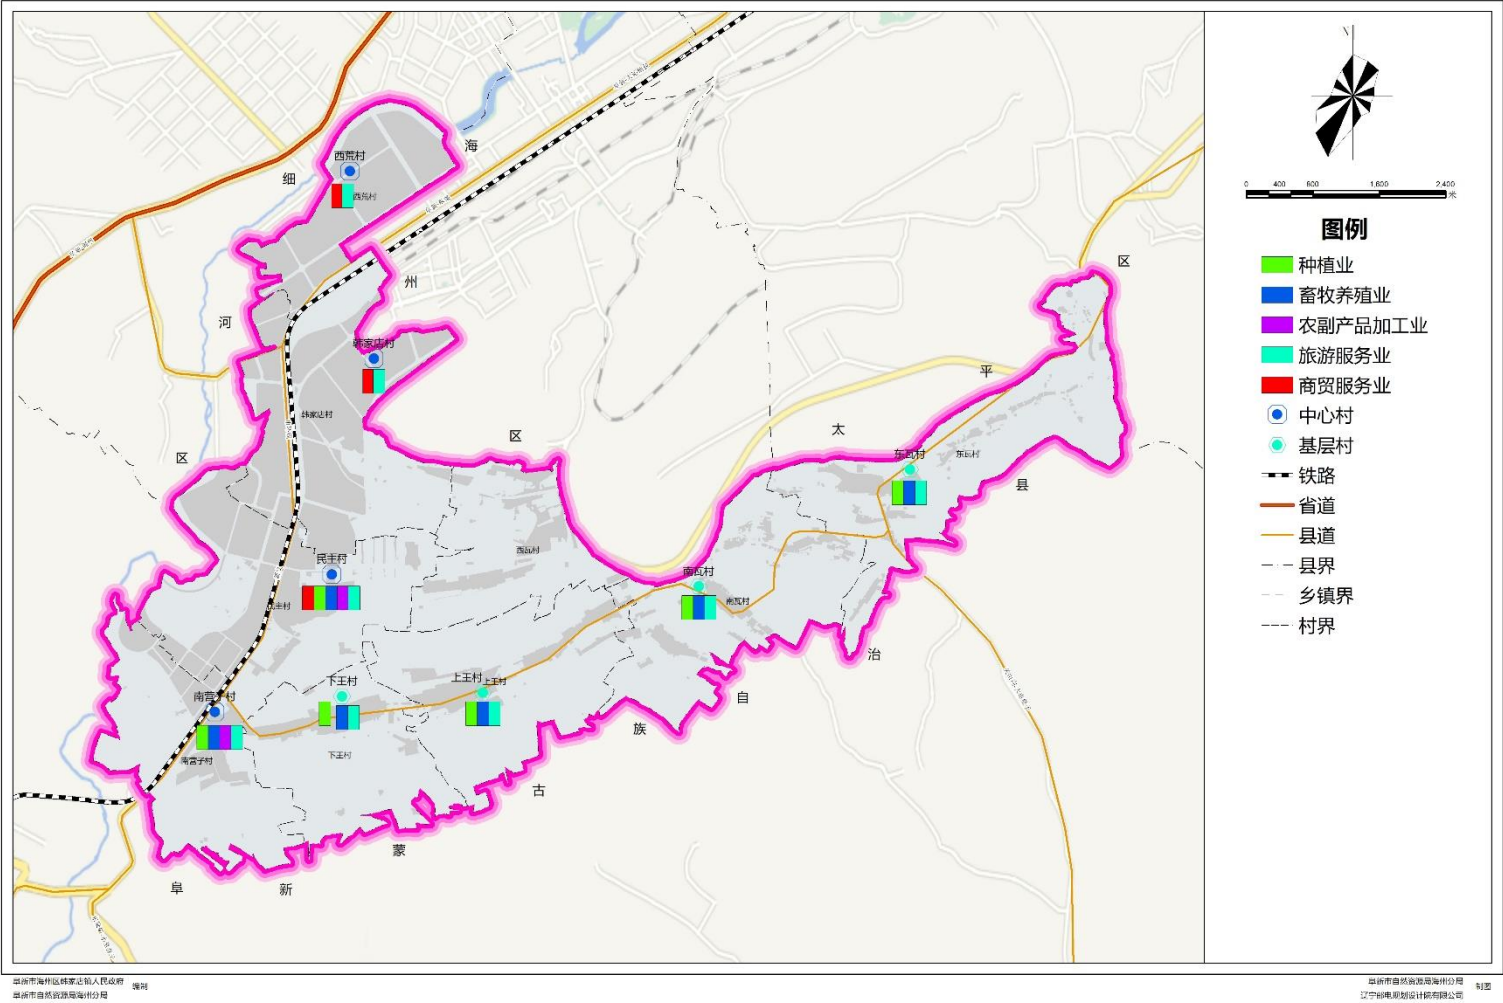 海
西荒村
细
西荒村
州
区
河
韩家店村
平
韩家店村
太
区
区
东瓦村
东瓦村
县
西瓦村
民主村
民主村
南瓦村
南瓦村
治
下王村
上王村
上王村
自
南营子村
族
下王村
南营子村
古
蒙
阜
新
0 400 800 1,600 2,400
米
图例
种植业
畜牧养殖业
农副产品加工业
旅游服务业
商贸服务业
中心村
基层村
铁路
省道
县道
县界
乡镇界
村界
阜新市海州区韩家店镇人民政府 编制
阜新市自然资源局海州分局
阜新市自然资源局海州分局 制图
辽宁邮电规划设计院有限公司